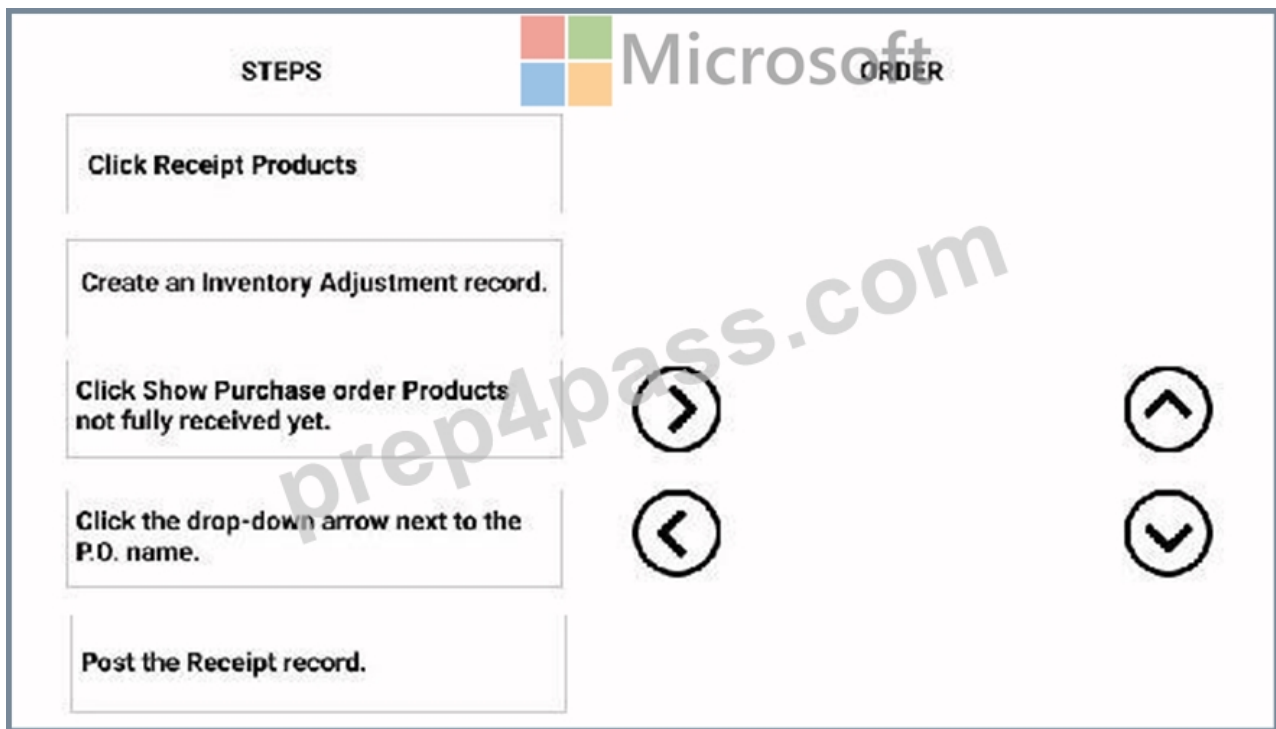 Microsoft
STEPS
ORDER
Click Receipt Products
Create an Inventory Adjustment record.
Click Show Purchase order Products
not fully received yet.
Click the drop-down arrow next to the
P.O. name.
Post the Receipt record.
prep4pass.com